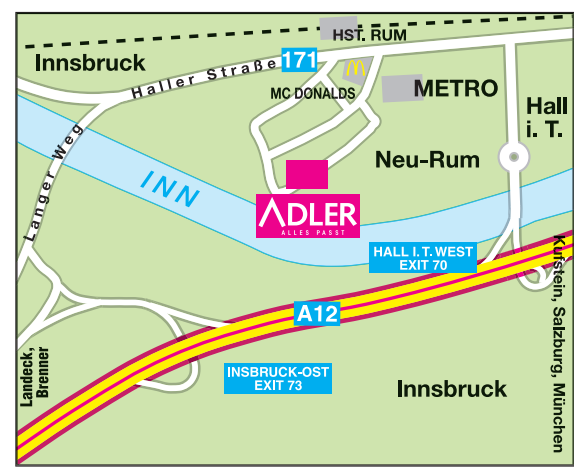 HST. RUM
171
Innsbruck
Haller Straße
MC DONALDS
METRO
Hall
i. T.
Langer Weg
Neu-Rum
INN
ADLER
ALLES PASST
HALL I. T. WEST
EXIT 70
Kufstein, Salzburg, München
A12
Landeck,
Brenner
INSBRUCK-OST
EXIT 73
Innsbruck